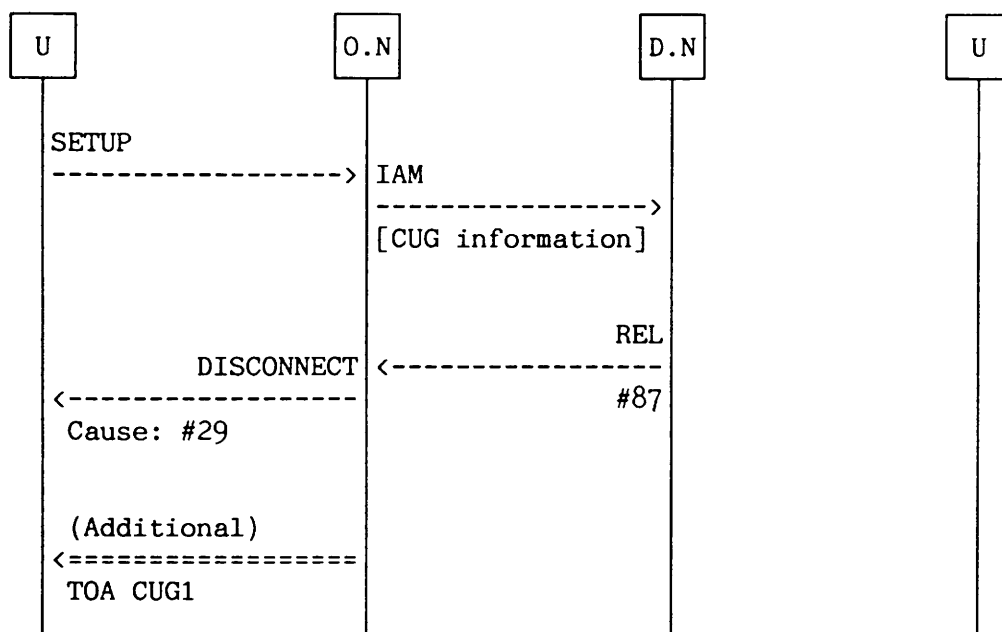 U O.N D.N U
SETUP
------------------> IAM
----------------->
[CUG information]
REL
DISCONNECT <-----------------
<------------------ #87
Cause: #29
(Additional)
<==================
TOA CUG1